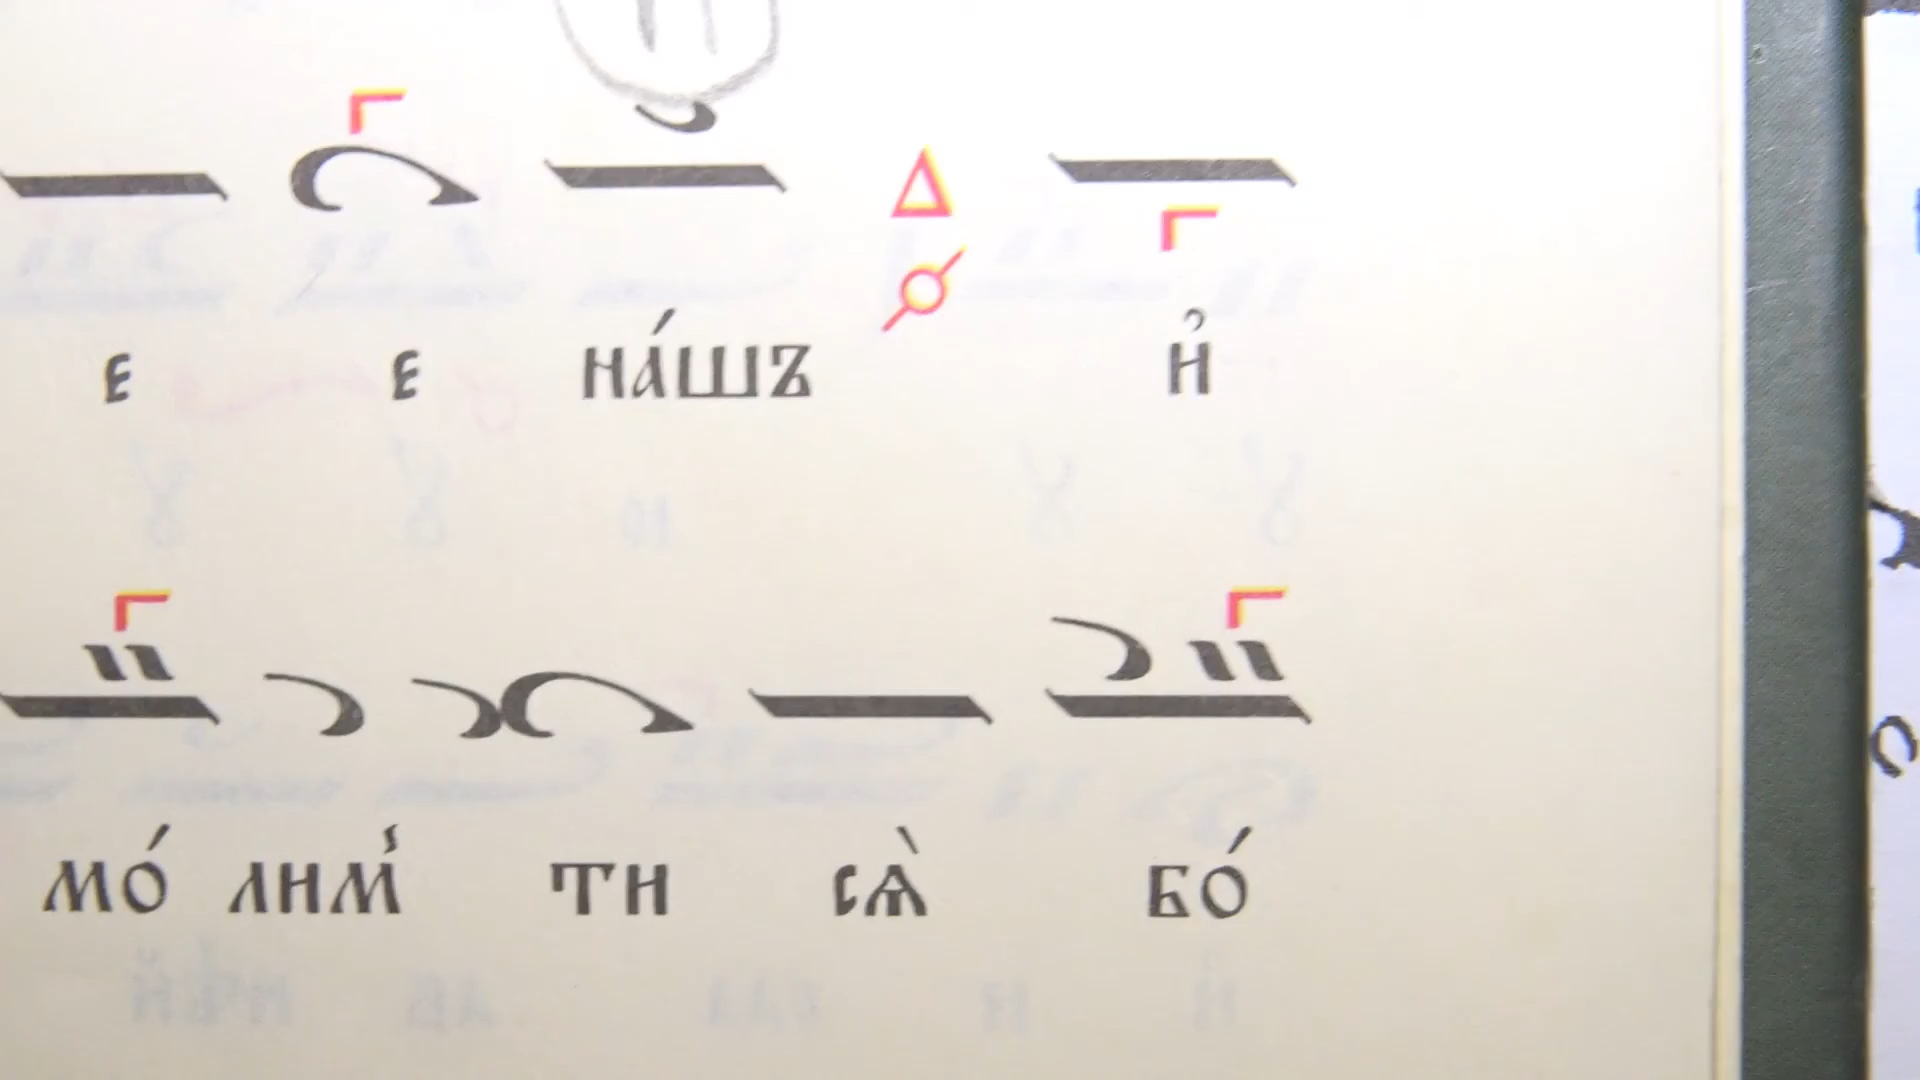 е е на́шъ Δ и҆
мо́ лим̾ ти сѧ̀ бо́